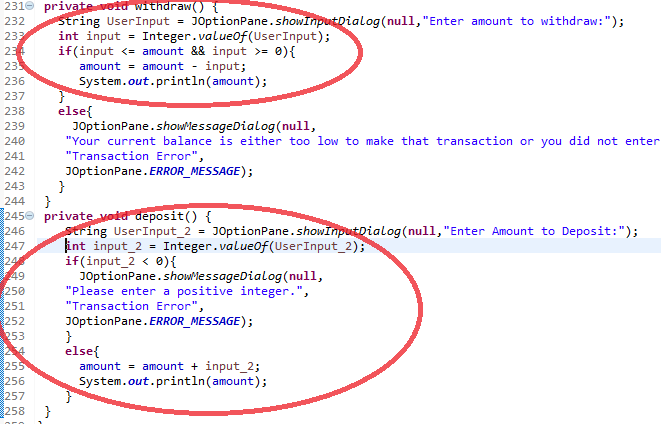 231 private void withdraw() {
232 String UserInput = JOptionPane.showInputDialog(null,"Enter amount to withdraw:");
233 int input = Integer.valueOf(UserInput);
234 if(input <= amount && input >= 0){
235 amount = amount - input;
236 System.out.println(amount);
237 }
238 else{
239 JOptionPane.showMessageDialog(null,
240 "Your current balance is either too low to make that transaction or you did not enter
241 "Transaction Error",
242 JOptionPane.ERROR_MESSAGE);
243 }
244 }
245 private void deposit() {
246 String UserInput_2 = JOptionPane.showInputDialog(null,"Enter Amount to Deposit:");
247 int input_2 = Integer.valueOf(UserInput_2);
248 if(input_2 < 0){
249 JOptionPane.showMessageDialog(null,
250 "Please enter a positive integer.",
251 "Transaction Error",
252 JOptionPane.ERROR_MESSAGE);
253 }
254 else{
255 amount = amount + input_2;
256 System.out.println(amount);
257 }
258 }